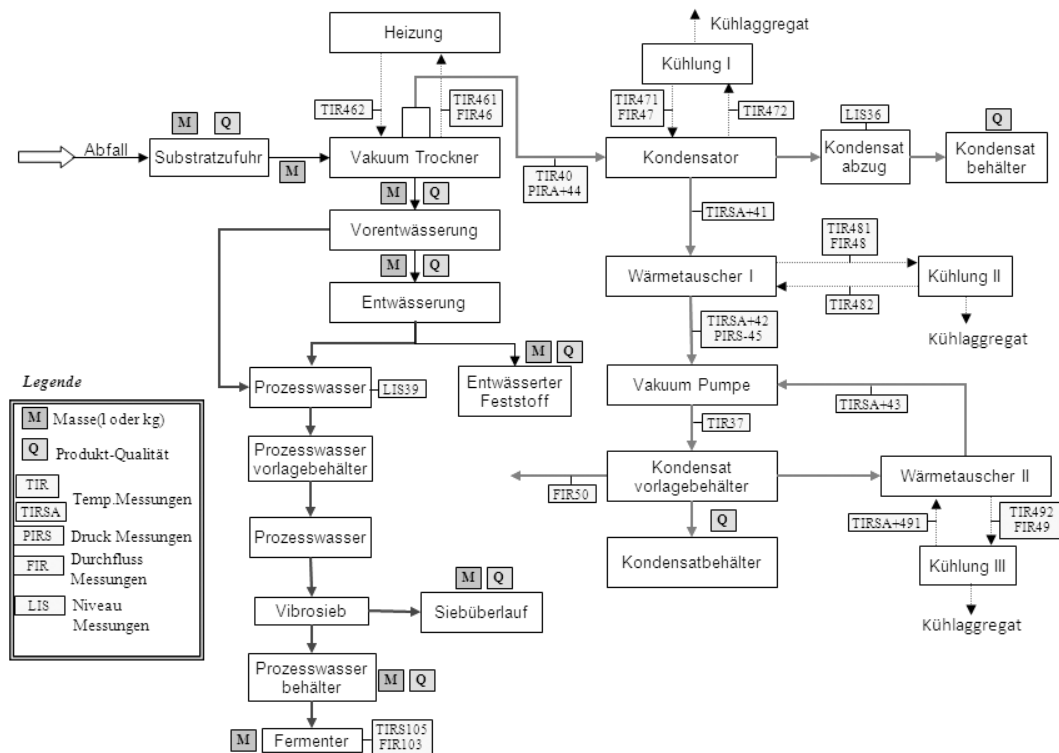 Heizung
Kühlaggregat
Kühlung I
TIR462
TIR461
FIR46
TIR471
FIR47
TIR472
LIS36
M
Q
Q
Abfall
Substratzufuhr
M
Vakuum Trockner
TIR40
PIRA+44
Kondensator
Kondensat
abzug
Kondensat
behälter
M
Q
Vorentwässerung
TIRSA+41
TIR481
FIR48
M
Q
Entwässerung
Wärmetauscher I
TIR482
Kühlung II
TIRSA+42
PIRS-45
Kühlaggregat
M
Q
Prozesswasser
LIS39
Entwässerter
Feststoff
Vakuum Pumpe
TIRSA+43
TIR37
Prozesswasser
vorlagebehälter
FIR50
Kondensat
vorlagebehälter
Wärmetauscher II
Q
TIRSA+491
TIR492
FIR49
Prozesswasser
Kondensatbehälter
Kühlung III
M
Q
Vibrosieb
Siebüberlauf
Kühlaggregat
Prozesswasser
behälter
M
Q
M
Fermenter
TIRS105
FIR103
Legende
M Masse(l oder kg)
Q Produkt-Qualität
TIR
TIRSA
Temp.Messungen
PIRS Druck Messungen
FIR Durchfluss
Messungen
LIS Niveau
Messungen